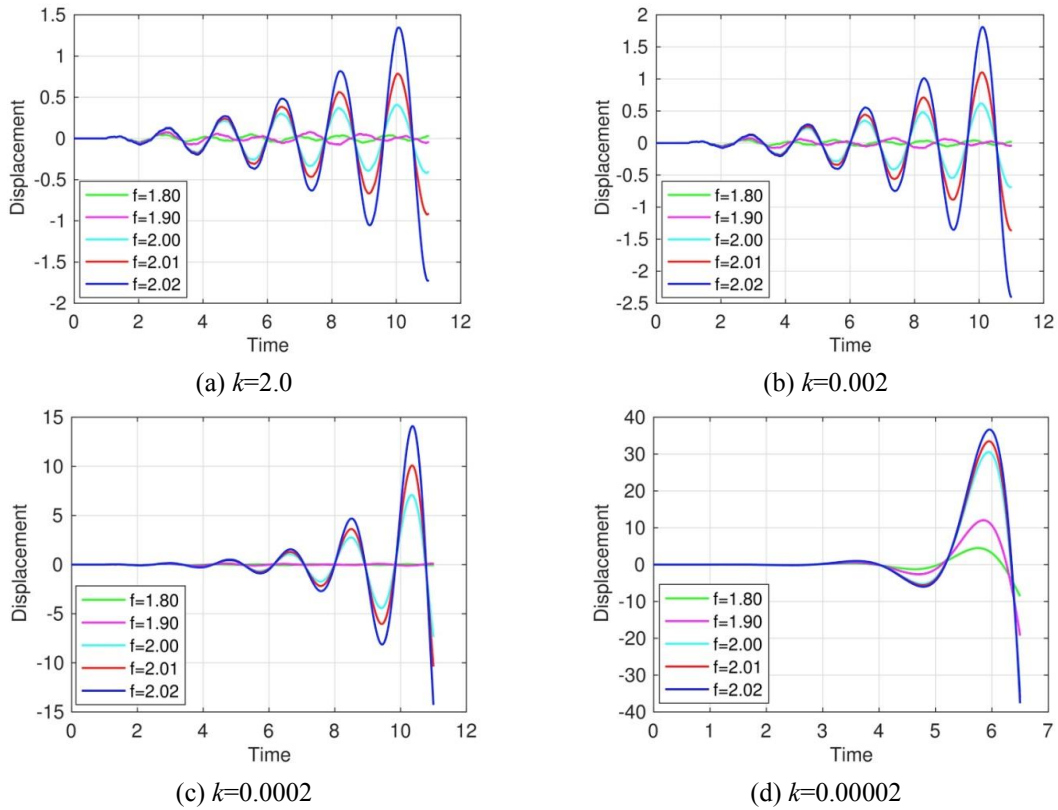 1.5
1
0.5
0
-0.5
-1
-1.5
-2
Displacement
f=1.80
f=1.90
f=2.00
f=2.01
f=2.02
0 2 4 6 8 10 12
Time
(a) k=2.0
2
1.5
1
0.5
0
-0.5
-1
-1.5
-2
-2.5
Displacement
f=1.80
f=1.90
f=2.00
f=2.01
f=2.02
0 2 4 6 8 10 12
Time
(b) k=0.002
15
10
5
0
-5
-10
-15
Displacement
f=1.80
f=1.90
f=2.00
f=2.01
f=2.02
0 2 4 6 8 10 12
Time
(c) k=0.0002
40
30
20
10
0
-10
-20
-30
-40
Displacement
f=1.80
f=1.90
f=2.00
f=2.01
f=2.02
0 1 2 3 4 5 6 7
Time
(d) k=0.00002